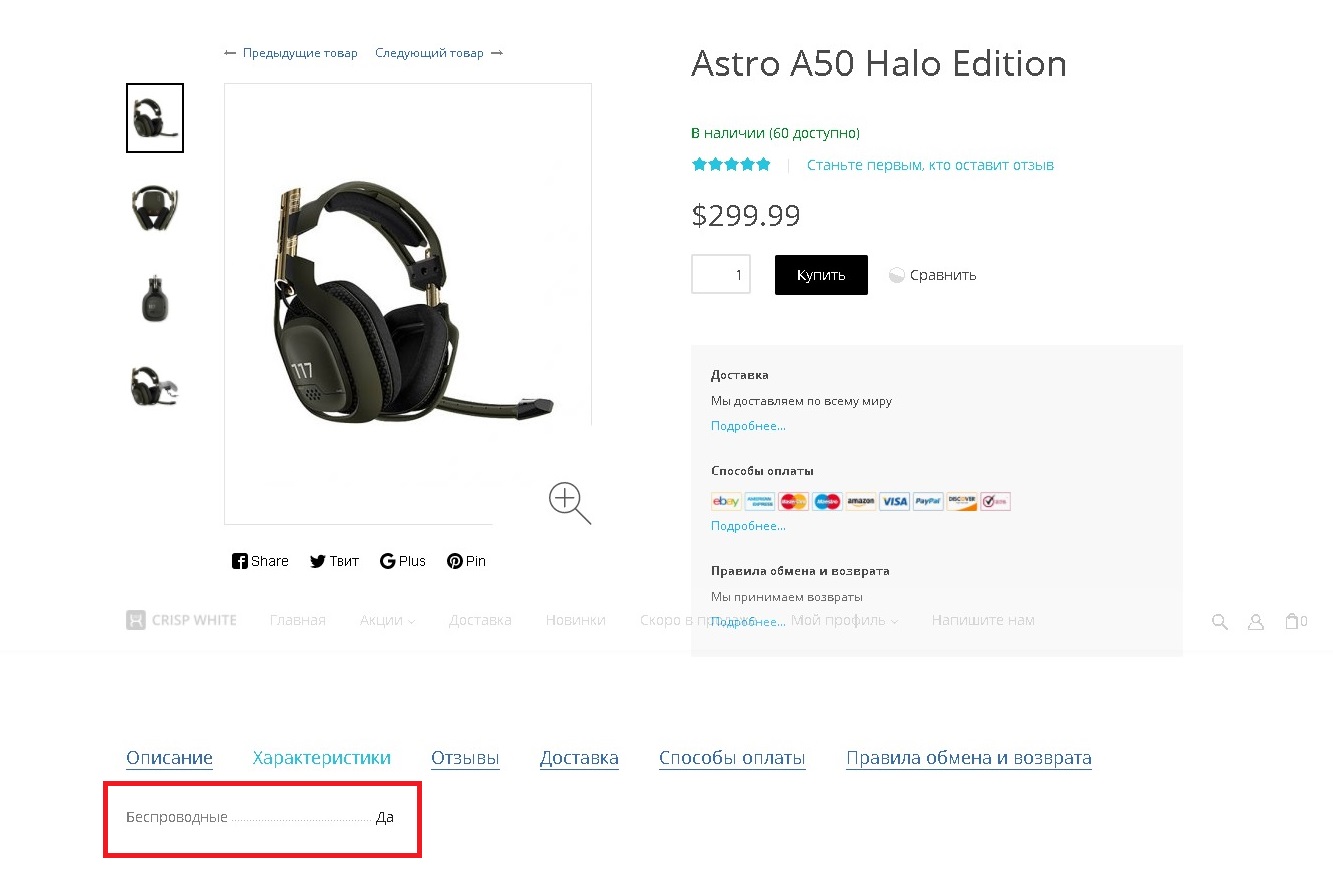 Предыдущие товар Следующий товар
Astro A50 Halo Edition
В наличии (60 доступно)
Станьте первым, кто оставит отзыв
$299.99
1 Купить Сравнить
117
Доставка
Мы доставляем по всему миру
Подробнее...
Способы оплаты
ebay amazon VISA PayPal DISCOVER
Подробнее...
Правила обмена и возврата
Мы принимаем возвраты
Подробнее...
Share Твит Plus Pin
CRISP WHITE Главная Акции Доставка Новинки Скоро в продаже Мой профиль Напишите нам 0
Описание Характеристики Отзывы Доставка Способы оплаты Правила обмена и возврата
Беспроводные Да